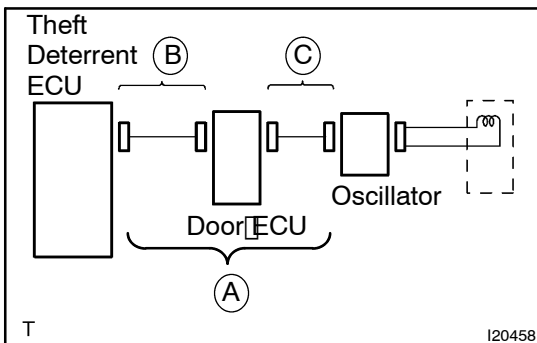 Theft
Deterrent
ECU
B
C
Oscillator
Door ECU
A
T
I20458